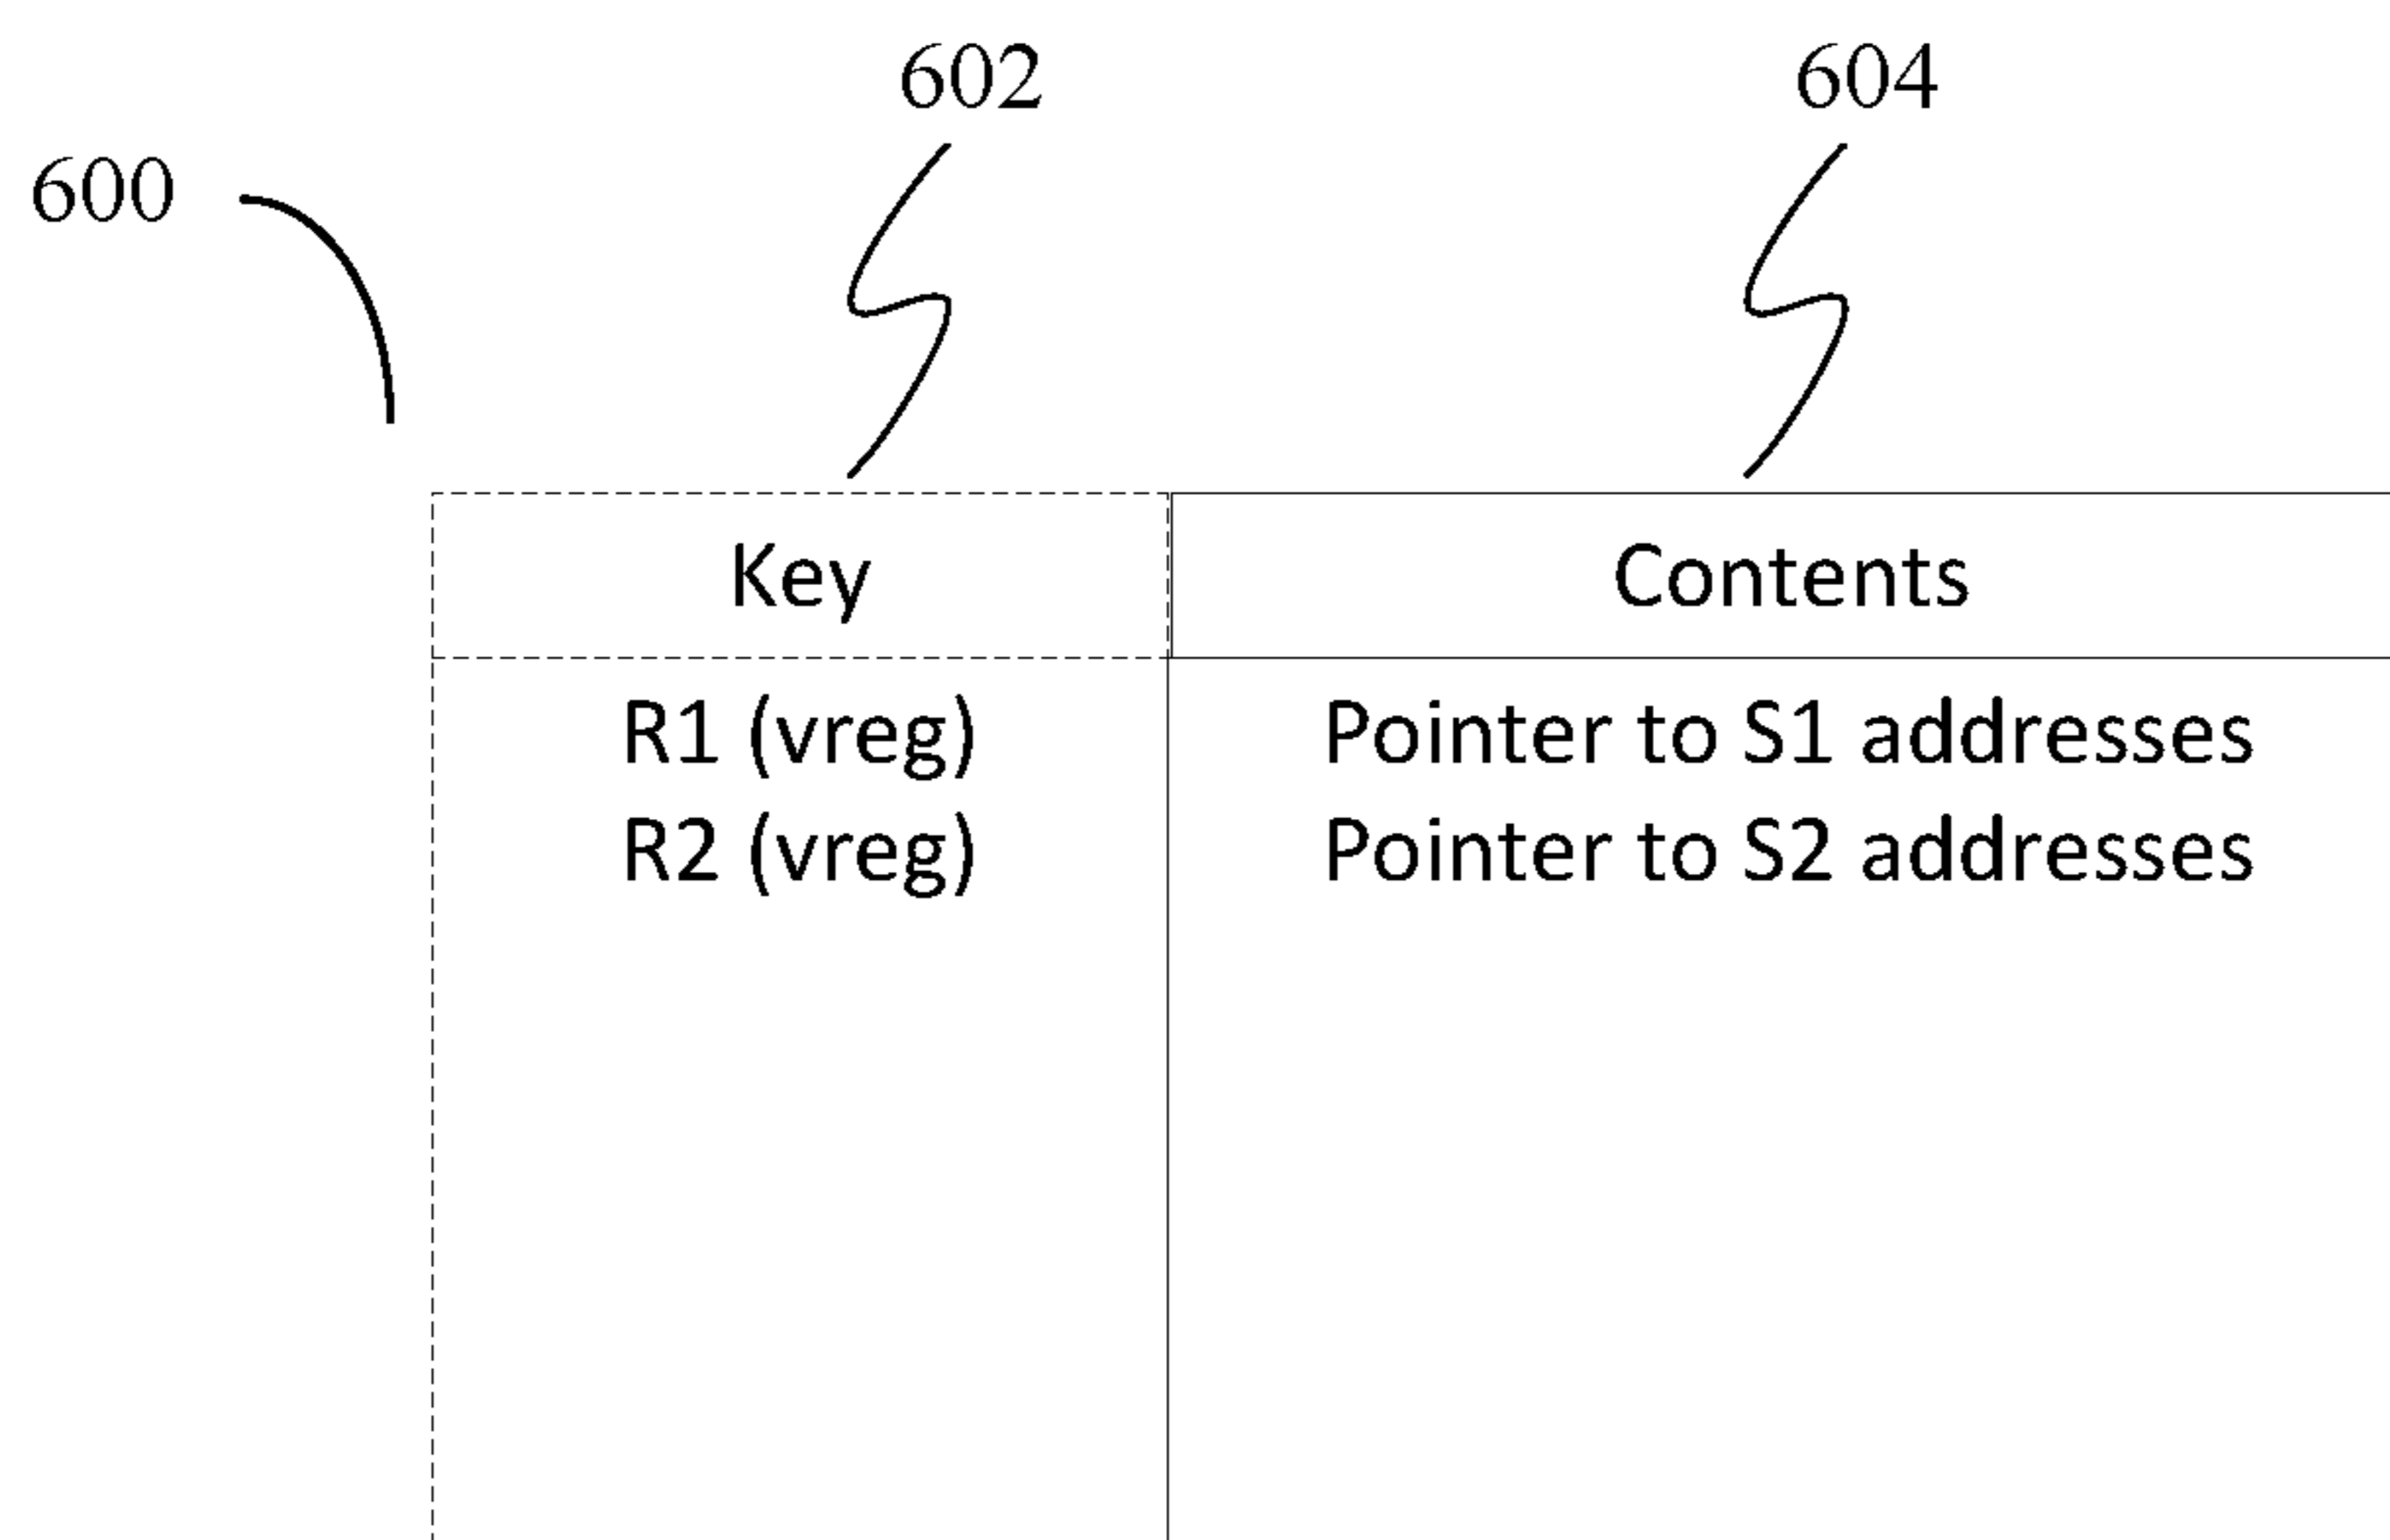 602 604
600
Key Contents
R1 (vreg) Pointer to S1 addresses
R2 (vreg) Pointer to S2 addresses